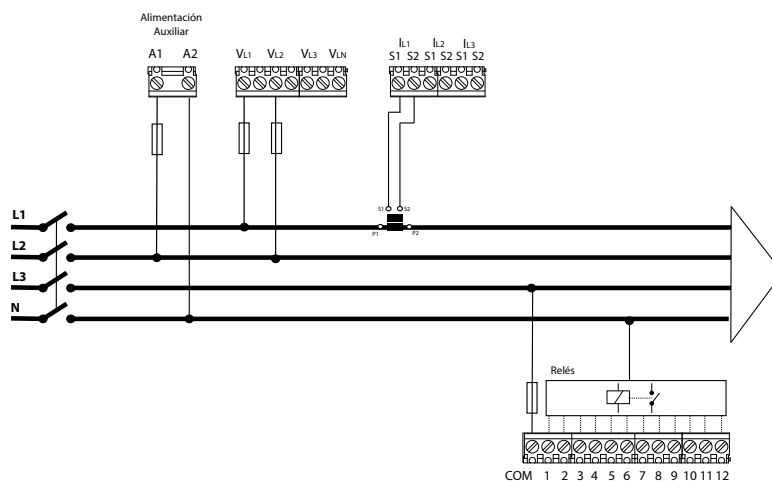 Alimentación
Auxiliar
A1 A2
VL1 VL2 VL3 VLN
IL1 IL2 IL3
S1 S2 S1 S2 S1 S2
S1 S2
P1 P2
L1
L2
L3
N
Relés
COM 1 2 3 4 5 6 7 8 9 10 11 12